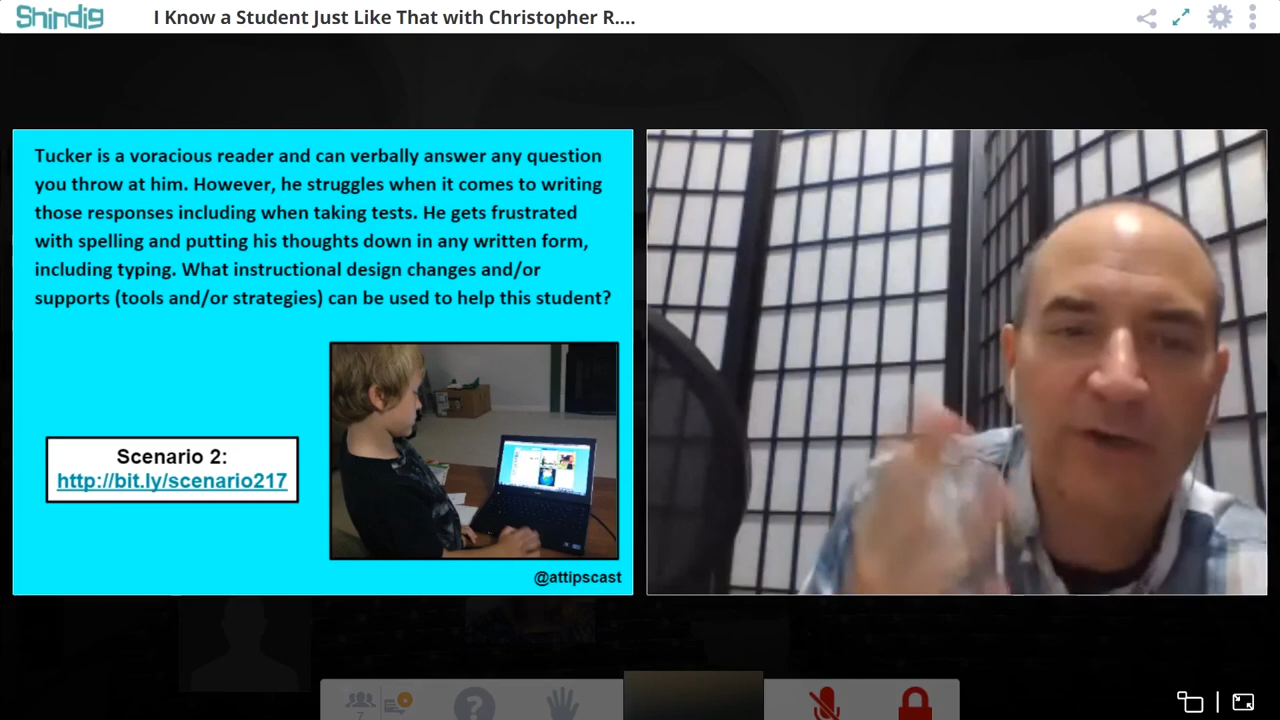 Shindig
I Know a Student Just Like That with Christopher R....
Tucker is a voracious reader and can verbally answer any question
you throw at him. However, he struggles when it comes to writing
those responses including when taking tests. He gets frustrated
with spelling and putting his thoughts down in any written form,
including typing. What instructional design changes and/or
supports (tools and/or strategies) can be used to help this student?
Scenario 2:
http://bit.ly/scenario217
@attipscast
7